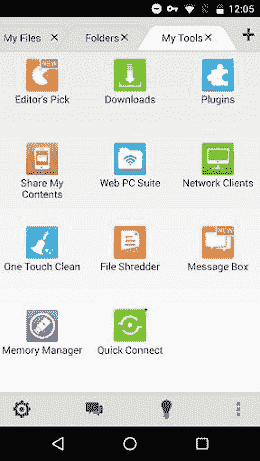 12:05
My Files X Folders X My Tools X +
NEW
Editor's Pick Downloads Plugins
Share My Web PC Suite Network Clients
Contents
NEW
One Touch Clean File Shredder Message Box
Memory Manager Quick Connect